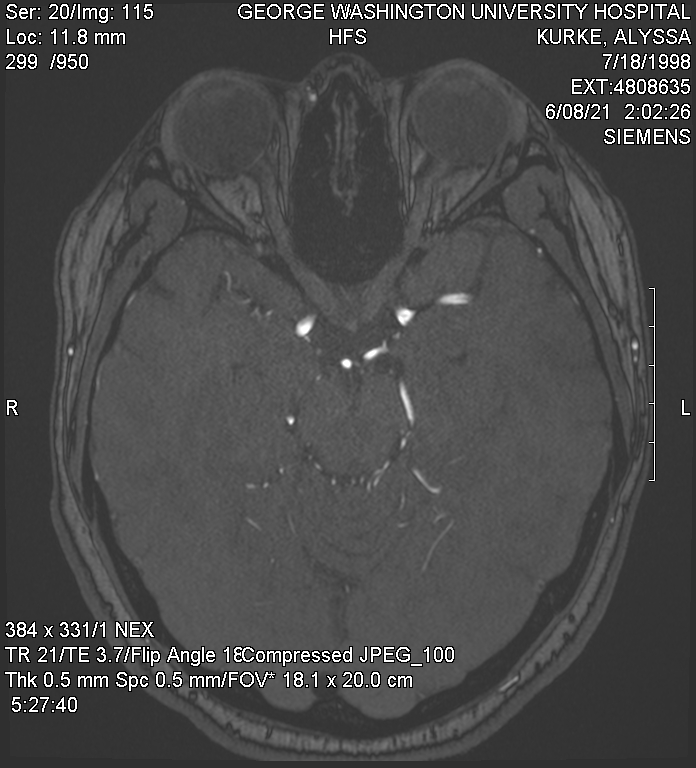 Ser: 20/Img: 115
Loc: 11.8 mm
299 /950
HFS
GEORGE WASHINGTON UNIVERSITY HOSPITAL
KURKE, ALYSSA
7/18/1998
EXT:4808635
6/08/21 2:02:26
SIEMENS
R
L
384 x 331/1 NEX
TR 21/TE 3.7/Flip Angle 18Compressed JPEG_100
Thk 0.5 mm Spc 0.5 mm/FOV* 18.1 x 20.0 cm
5:27:40